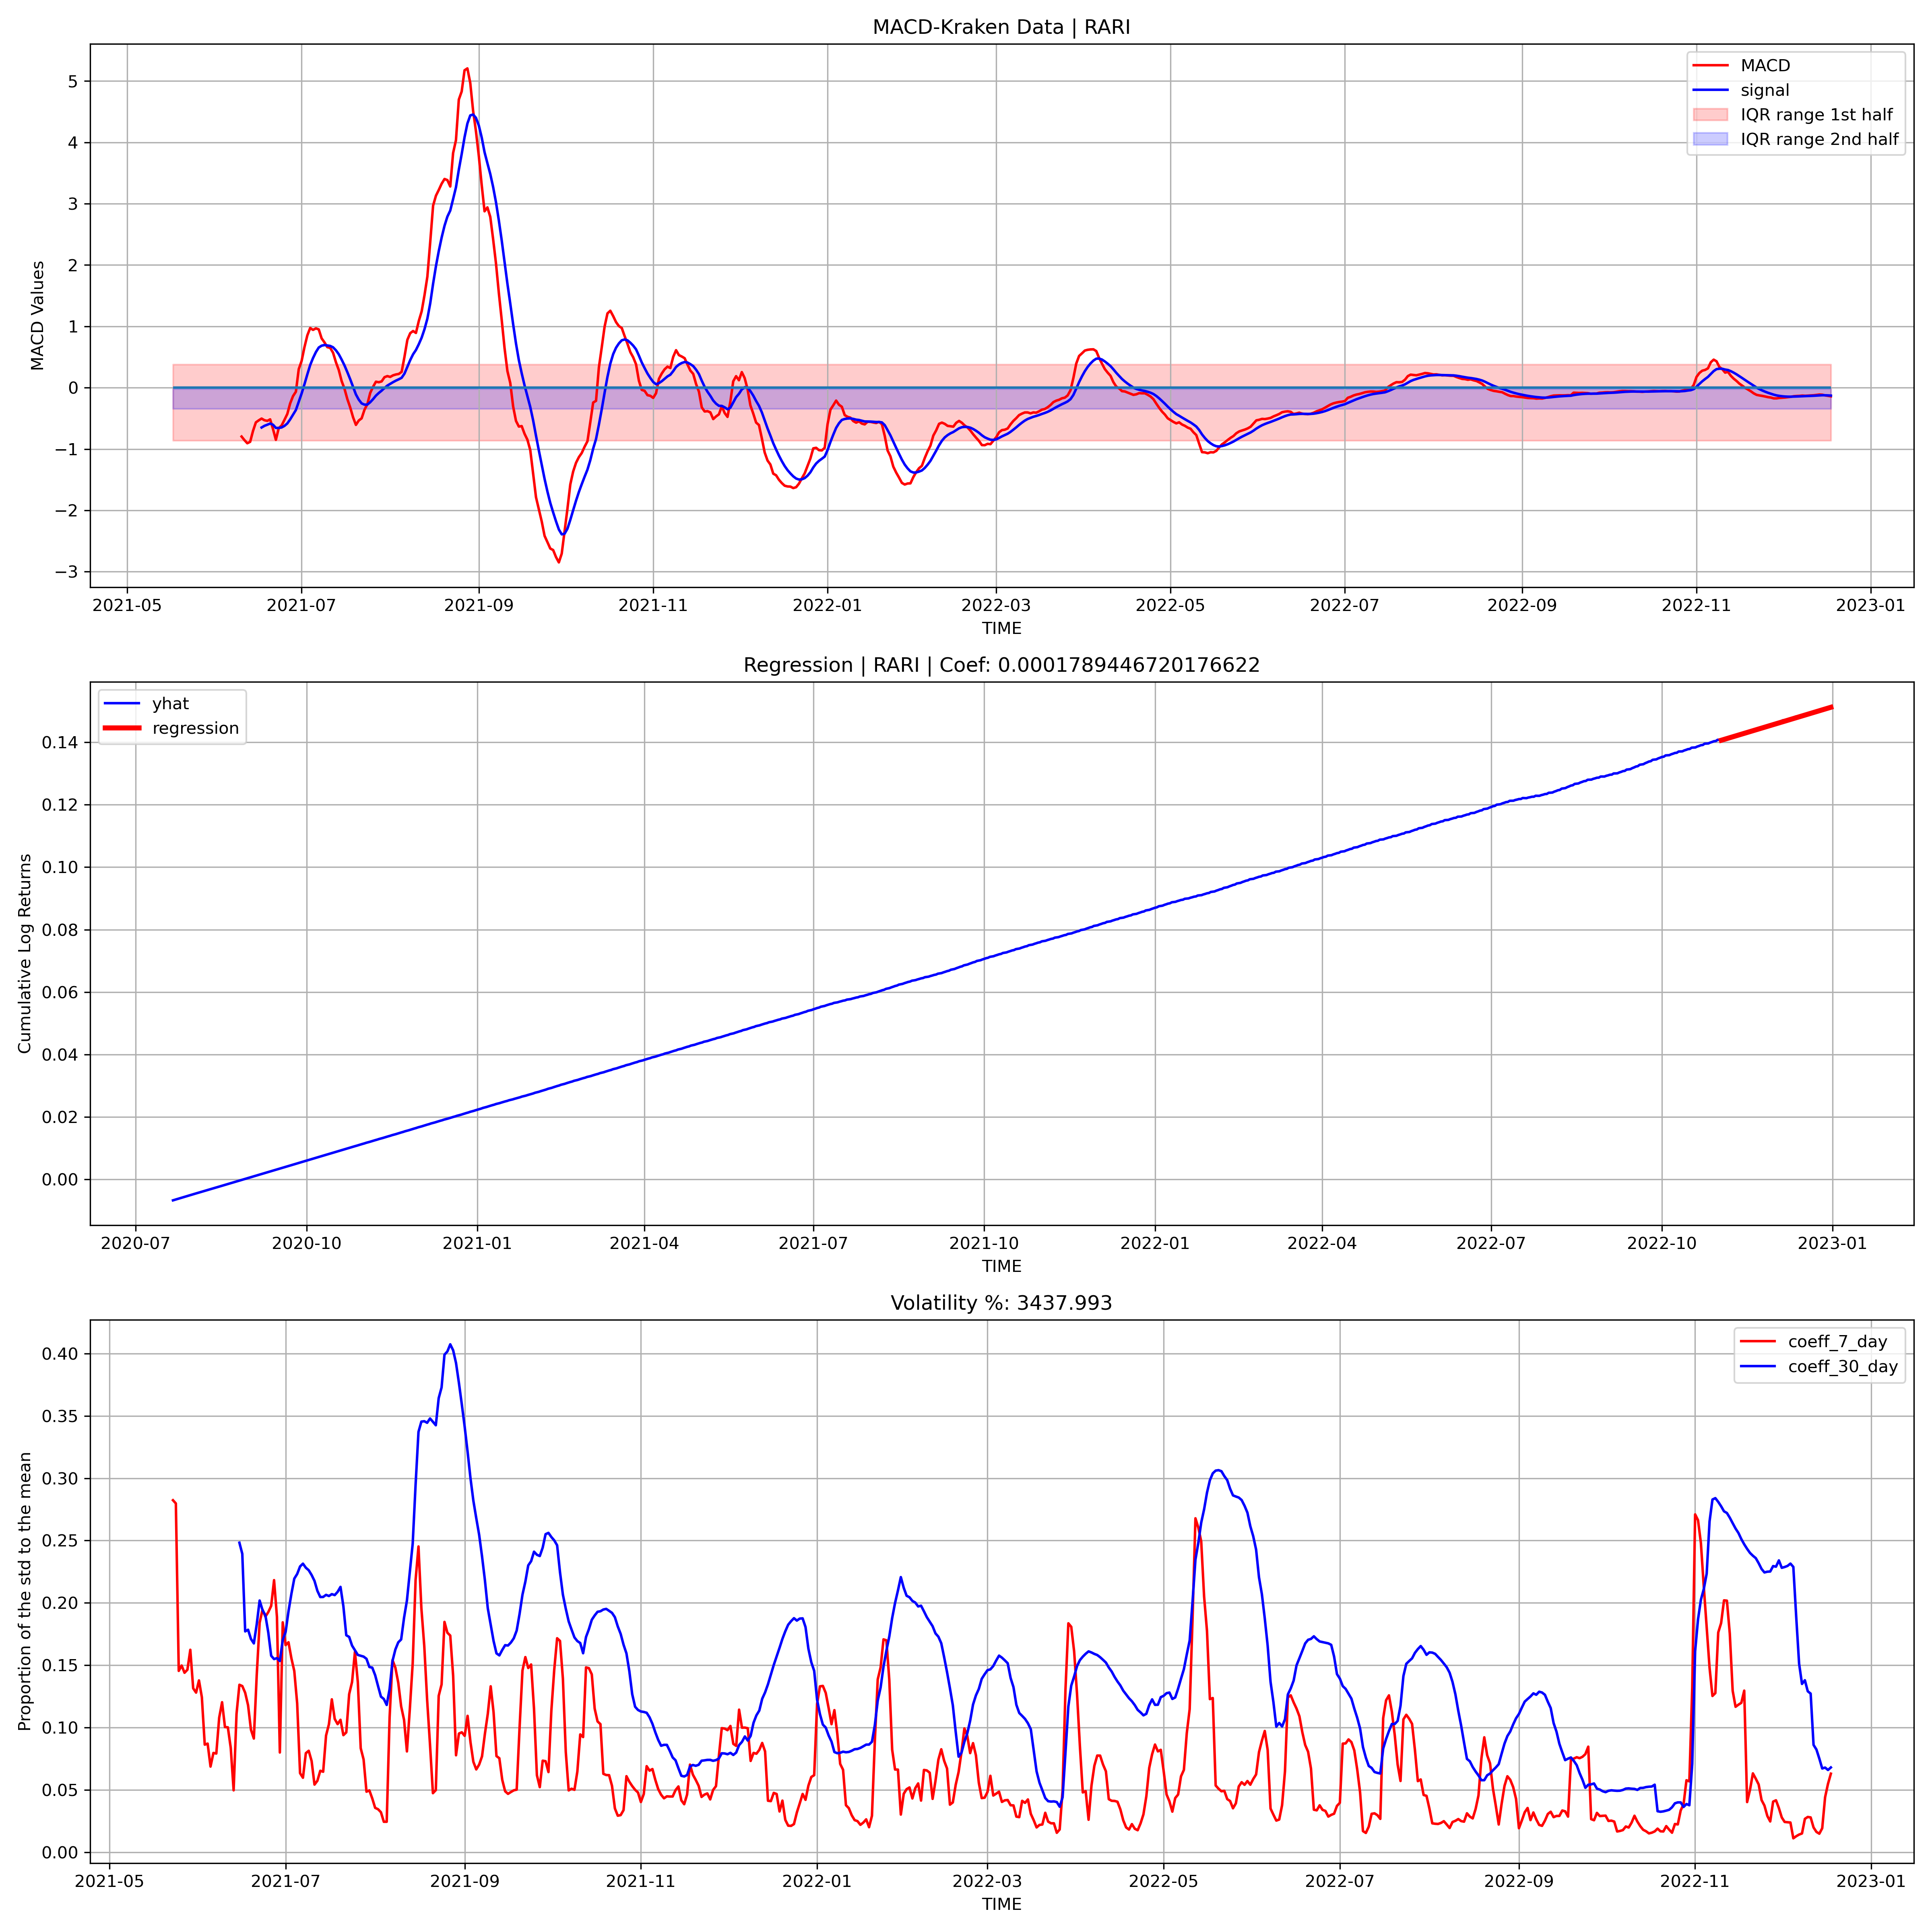 MACD-Kraken Data | RARI
MACD Values
5
4
3
2
1
0
−1
−2
−3
MACD
signal
IQR range 1st half
IQR range 2nd half
2021-05 2021-07 2021-09 2021-11 2022-01 2022-03 2022-05 2022-07 2022-09 2022-11 2023-01
TIME
Regression | RARI | Coef: 0.0001789446720176622
Cumulative Log Returns
yhat
regression
0.14
0.12
0.10
0.08
0.06
0.04
0.02
0.00
2020-07 2020-10 2021-01 2021-04 2021-07 2021-10 2022-01 2022-04 2022-07 2022-10 2023-01
TIME
Volatility %: 3437.993
Proportion of the std to the mean
coeff_7_day
coeff_30_day
0.40
0.35
0.30
0.25
0.20
0.15
0.10
0.05
0.00
2021-05 2021-07 2021-09 2021-11 2022-01 2022-03 2022-05 2022-07 2022-09 2022-11 2023-01
TIME